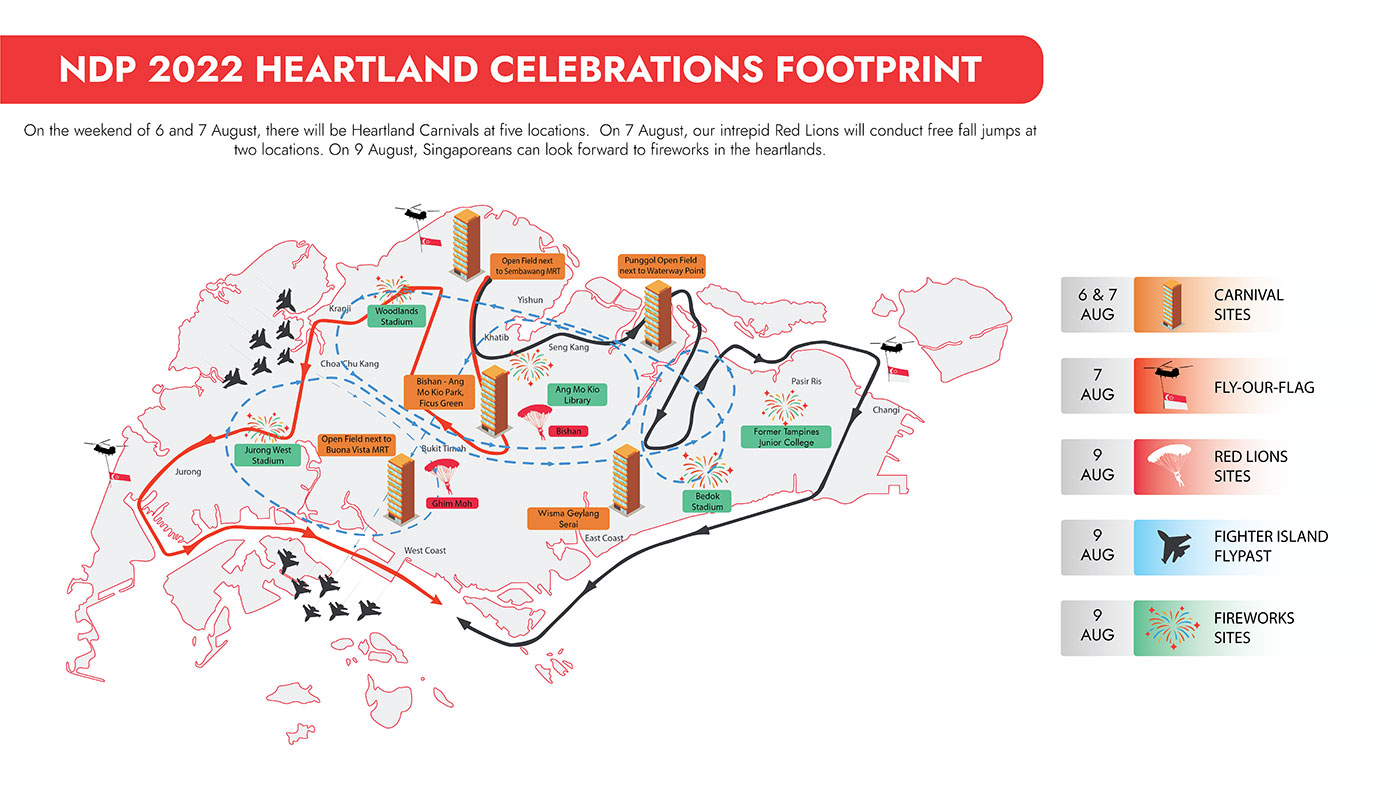 NDP 2022 HEARTLAND CELEBRATIONS FOOTPRINT
On the weekend of 6 and 7 August, there will be Heartland Carnivals at five locations. On 7 August, our intrepid Red Lions will conduct free fall jumps at
two locations. On 9 August, Singaporeans can look forward to fireworks in the heartlands.
Open Field next
to Sembawang MRT
Punggol Open Field
next to Waterway Point
Kranji
Woodlands
Stadium
Yishun
Khatib
Seng Kang
Choa Chu Kang
Bishan - Ang
Mo Kio Park,
Ficus Green
Ang Mo Kio
Library
Bishan
Pasir Ris
Changi
Former Tampines
Junior College
Jurong West
Stadium
Open Field next to
Buona Vista MRT
Bukit Timah
Jurong
Ghim Moh
Bedok
Stadium
Wisma Geylang
Serai
East Coast
West Coast
6 & 7
AUG
CARNIVAL
SITES
7
AUG
FLY-OUR-FLAG
9
AUG
RED LIONS
SITES
9
AUG
FIGHTER ISLAND
FLYPAST
9
AUG
FIREWORKS
SITES